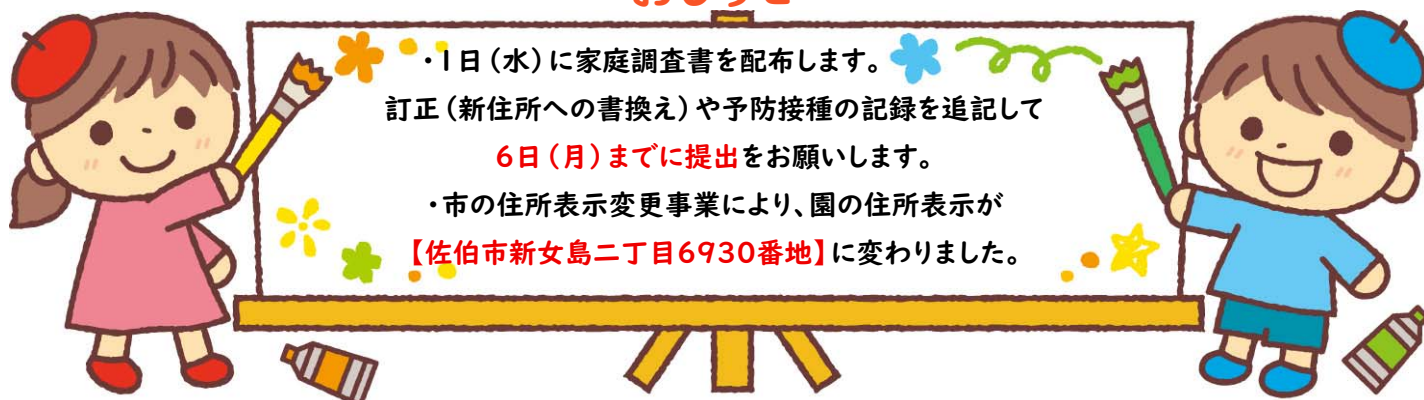 おしらせ
・1日(水)に家庭調査書を配布します。
訂正(新住所への書換え)や予防接種の記録を追記して
6日(月)までに提出をお願いします。
・市の住所表示変更事業により、園の住所表示が
【佐伯市新女島二丁目6930番地】に変わりました。